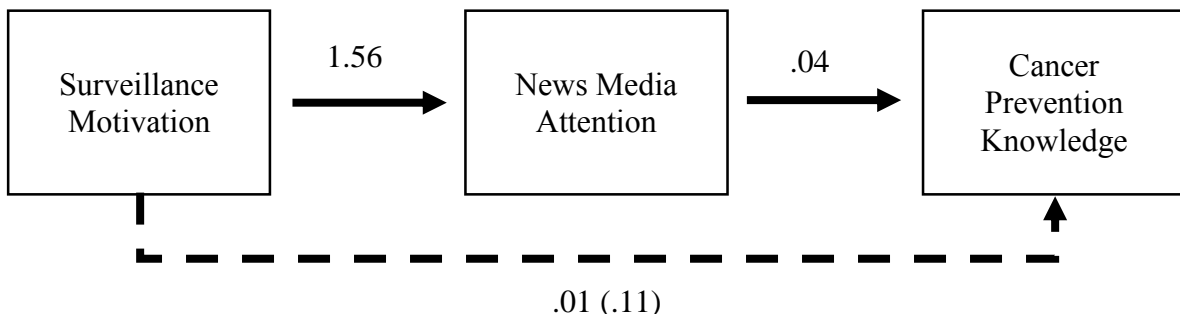 1.56
.04
Surveillance
Motivation
News Media
Attention
Cancer
Prevention
Knowledge
.01 (.11)